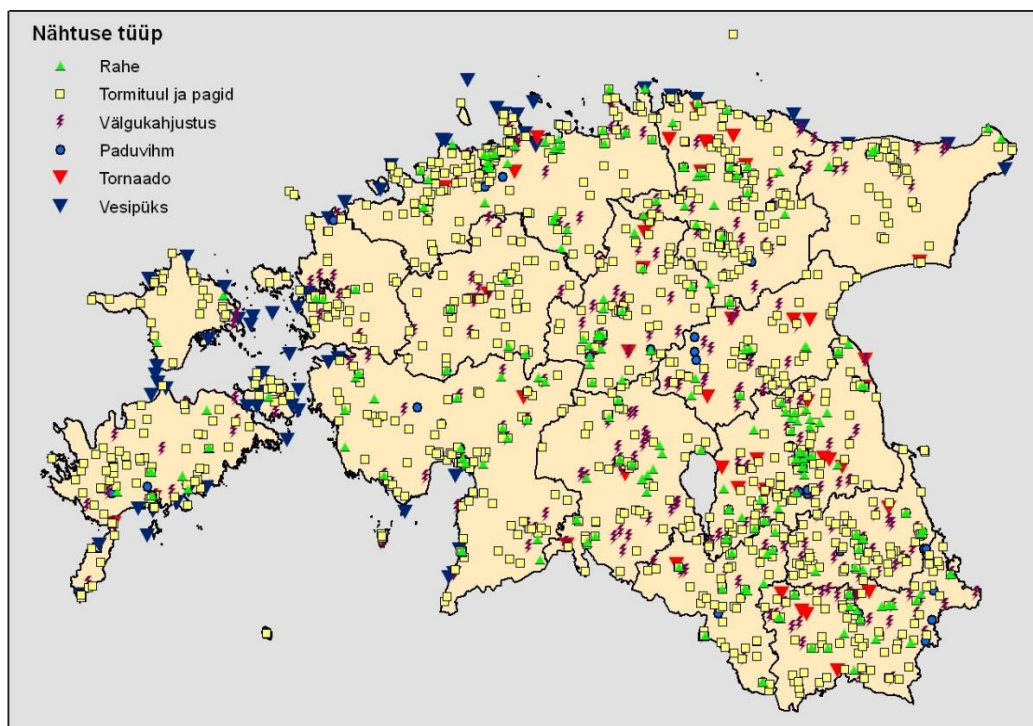 Nähtuse tüüp
Rahe
Tormituul ja pagid
Välgukahjustus
Paduvihm
Tornaado
Vesipüks